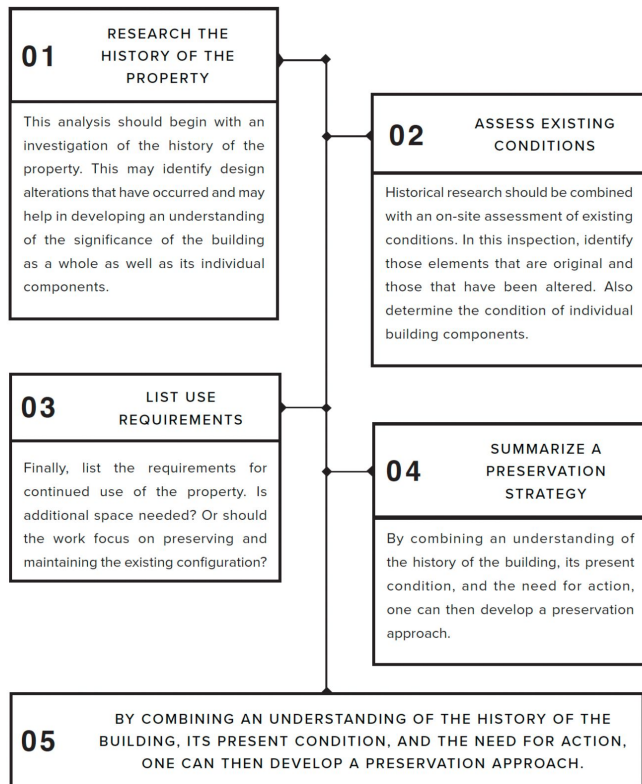 01
RESEARCH THE
HISTORY OF THE
PROPERTY
This analysis should begin with an
investigation of the history of the
property. This may identify design
alterations that have occurred and may
help in developing an understanding
of the significance of the building
as a whole as well as its individual
components.
02
ASSESS EXISTING
CONDITIONS
Historical research should be combined
with an on-site assessment of existing
conditions. In this inspection, identify
those elements that are original and
those that have been altered. Also
determine the condition of individual
building components.
03
LIST USE
REQUIREMENTS
Finally, list the requirements for
continued use of the property. Is
additional space needed? Or should
the work focus on preserving and
maintaining the existing configuration?
04
SUMMARIZE A
PRESERVATION
STRATEGY
By combining an understanding of
the history of the building, its present
condition, and the need for action,
one can then develop a preservation
approach.
05
BY COMBINING AN UNDERSTANDING OF THE HISTORY OF THE
BUILDING, ITS PRESENT CONDITION, AND THE NEED FOR ACTION,
ONE CAN THEN DEVELOP A PRESERVATION APPROACH.